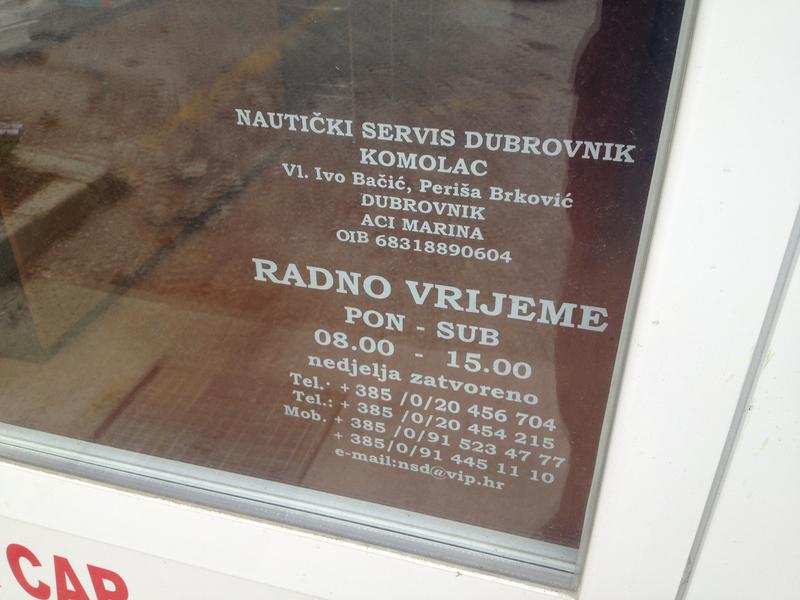 NAUTIČKI SERVIS DUBROVNIK
KOMOLAC
Vl. Ivo Bačić, Periša Brković
DUBROVNIK
ACI MARINA
OIB 68318890604
RADNO VRIJEME
PON - SUB
08.00 - 15.00
nedjelja zatvoreno
Tel.: +385 /0/20 456 704
Tel.: + 385 /0/20 454 215
Mob. + 385 /0/91 523 47 77
+ 385/0/91 445 11 10
e-mail:nsd@vip.hr
CAR